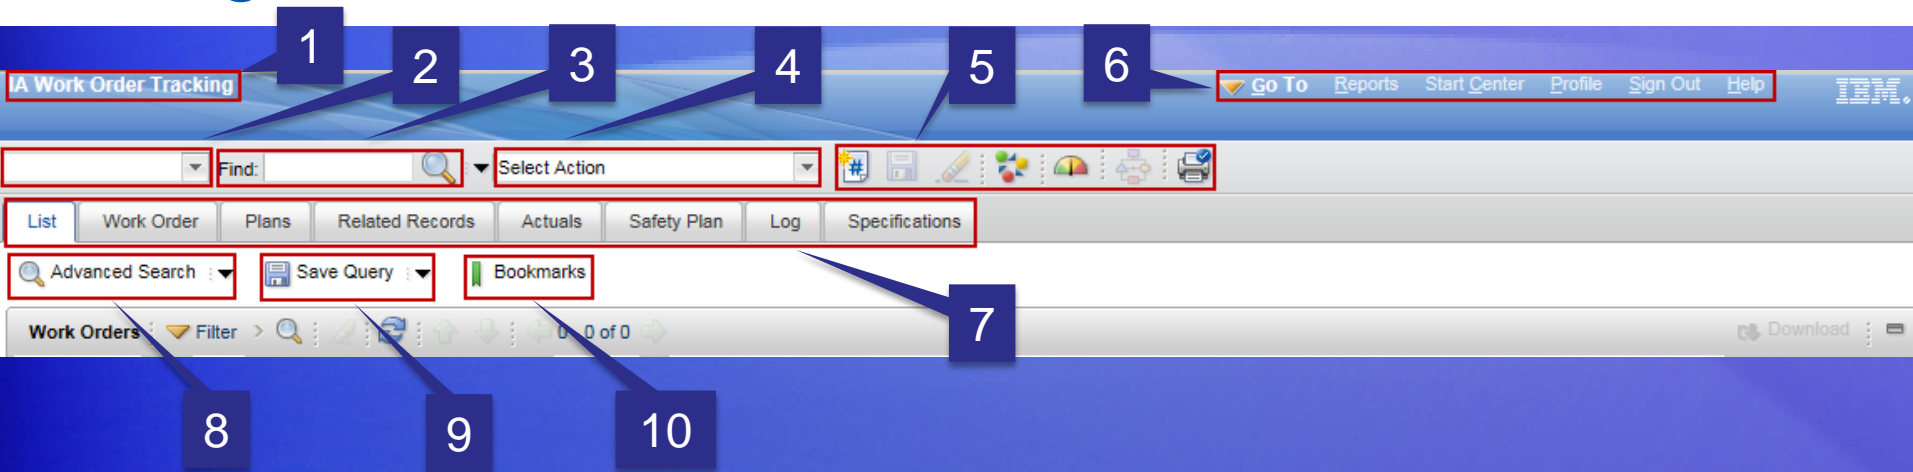 1
2
3
4
5
6
IA Work Order Tracking
Go To Reports Start Center Profile Sign Out Help
IBM.
Find:
Select Action
#
List Work Order Plans Related Records Actuals Safety Plan Log Specifications
Advanced Search Save Query Bookmarks
7
Work Orders Filter > 0 - 0 of 0 Download
8
9
10